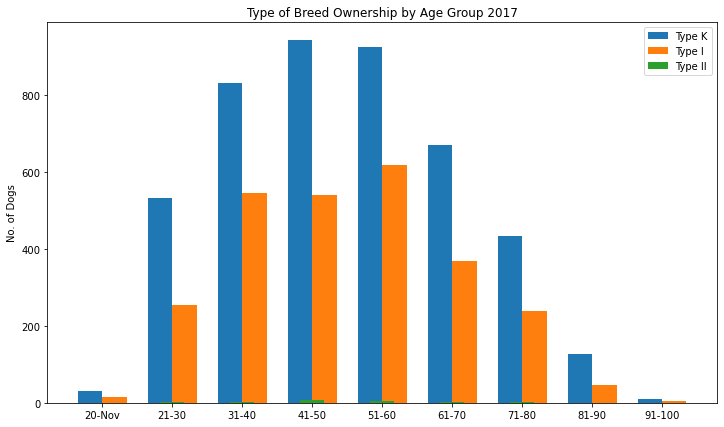 Type of Breed Ownership by Age Group 2017
Type K
Type I
Type II
No. of Dogs
800
600
400
200
0
20-Nov 21-30 31-40 41-50 51-60 61-70 71-80 81-90 91-100